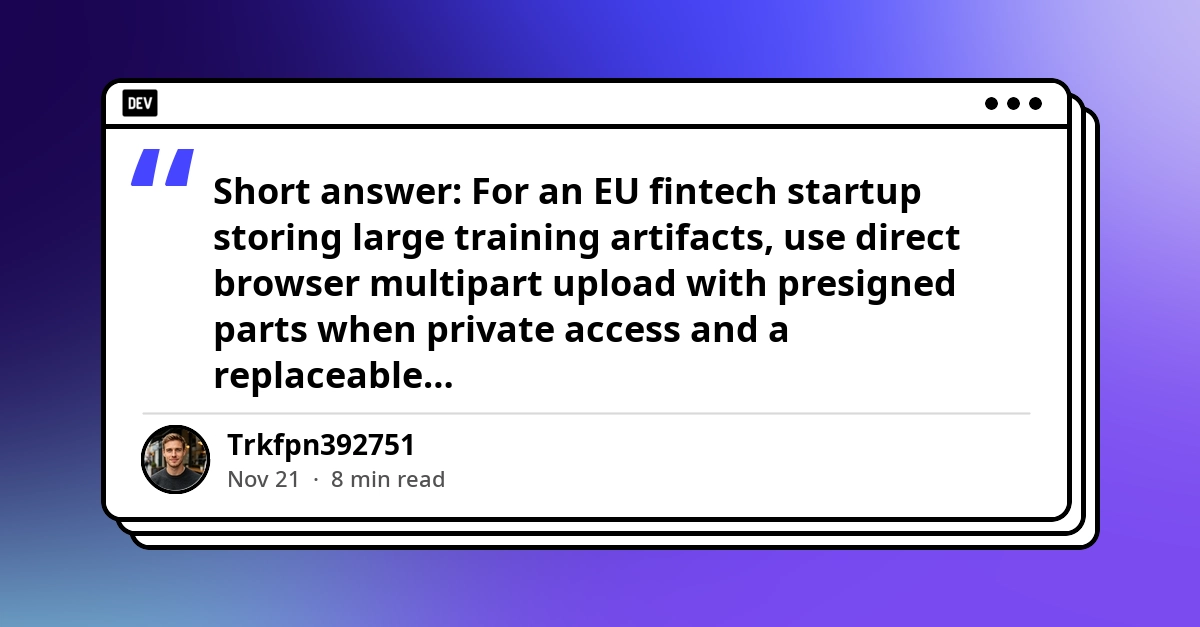 DEV
Short answer: For an EU fintech startup
storing large training artifacts, use direct
browser multipart upload with presigned
parts when private access and a
replaceable...
Trkfpn392751
Nov 21 · 8 min read